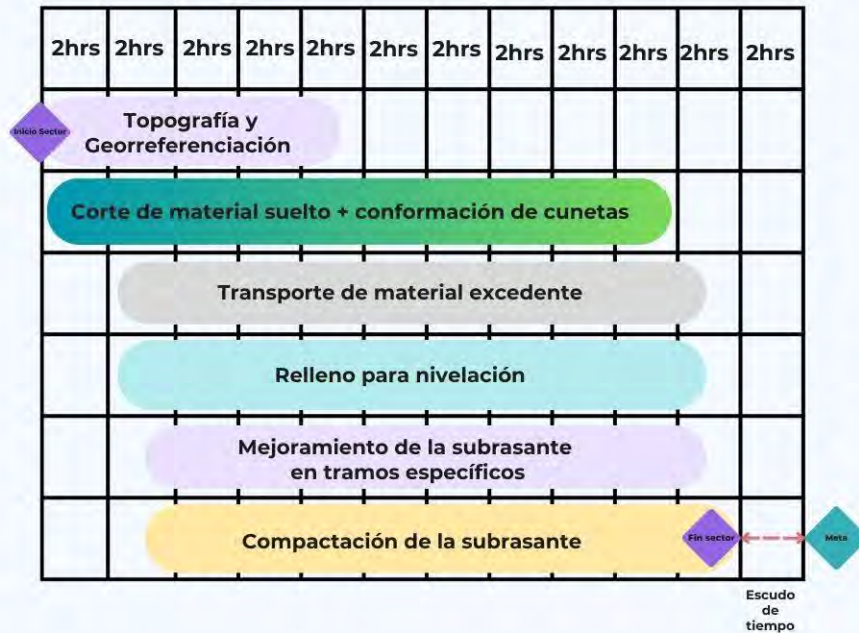 2hrs 2hrs 2hrs 2hrs 2hrs 2hrs 2hrs 2hrs 2hrs 2hrs 2hrs 2hrs
Inicio Sector
Topografía y
Georreferenciación
Corte de material suelto + conformación de cunetas
Transporte de material excedente
Relleno para nivelación
Mejoramiento de la subrasante
en tramos específicos
Compactación de la subrasante
Fin sector
Meta
Escudo
de
tiempo